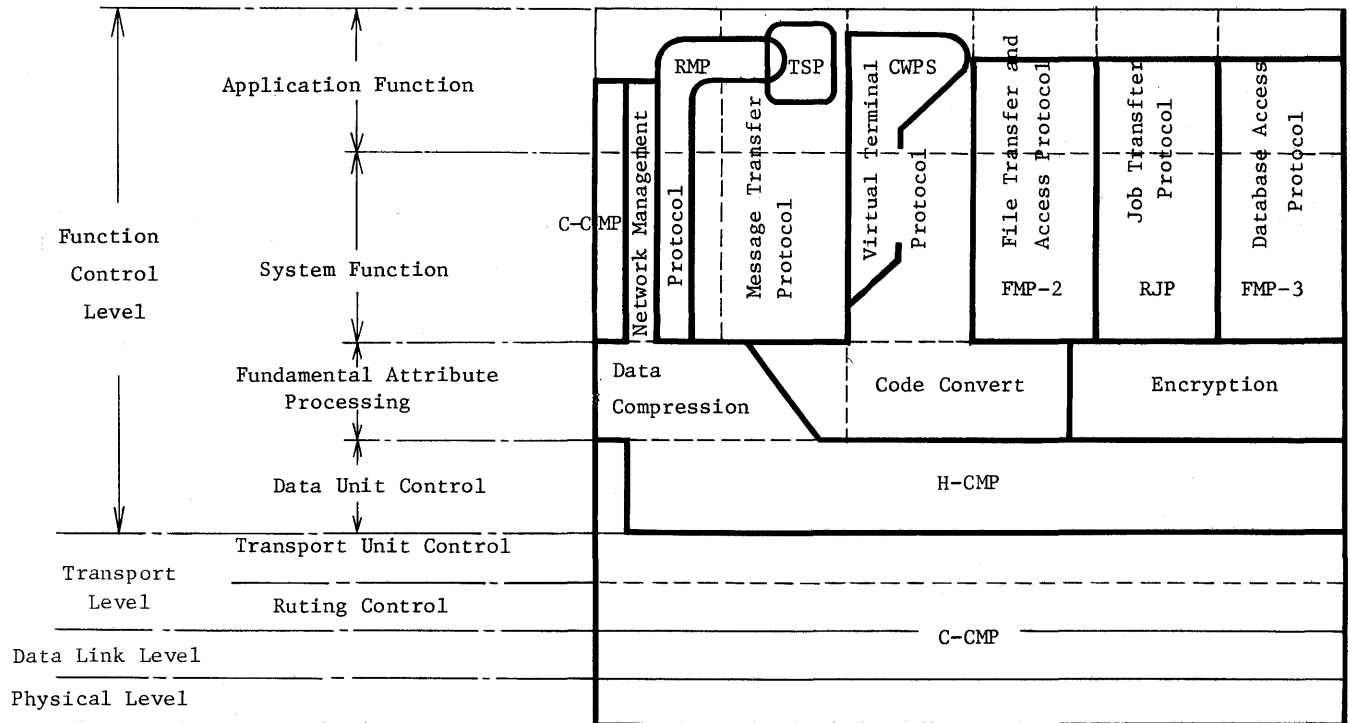 Application Function
RMP
TSP
CWPS
Function
Control
Level
System Function
C-CMP
Network Management
Protocol
Message Transfer
Protocol
Virtual Terminal
Protocol
File Transfer and
Access Protocol
FMP-2
Job Transfter
Protocol
RJP
Database Access
Protocol
FMP-3
Fundamental Attribute
Processing
Data
Compression
Code Convert
Encryption
Data Unit Control
H-CMP
Transport Unit Control
Transport
Level
Ruting Control
C-CMP
Data Link Level
Physical Level